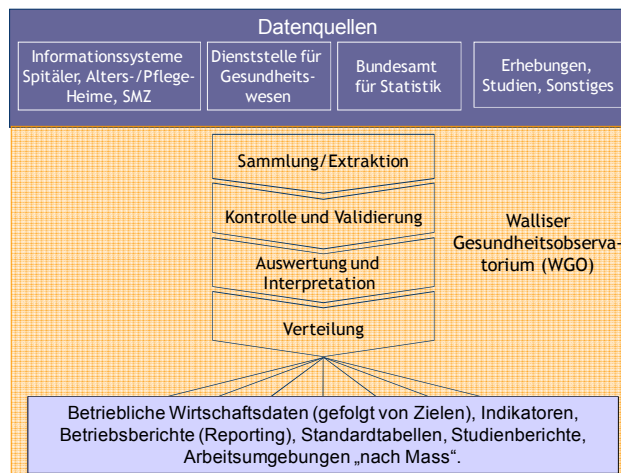 Datenquellen
Informationssysteme
Spitäler, Alters-/Pflege-
Heime, SMZ
Dienststelle für
Gesundheits-
wesen
Bundesamt
für Statistik
Erhebungen,
Studien, Sonstiges
Sammlung/Extraktion
Kontrolle und Validierung
Auswertung und
Interpretation
Verteilung
Walliser
Gesundheitsobserva-
torium (WGO)
Betriebliche Wirtschaftsdaten (gefolgt von Zielen), Indikatoren,
Betriebsberichte (Reporting), Standardtabellen, Studienberichte,
Arbeitsumgebungen „nach Mass“.